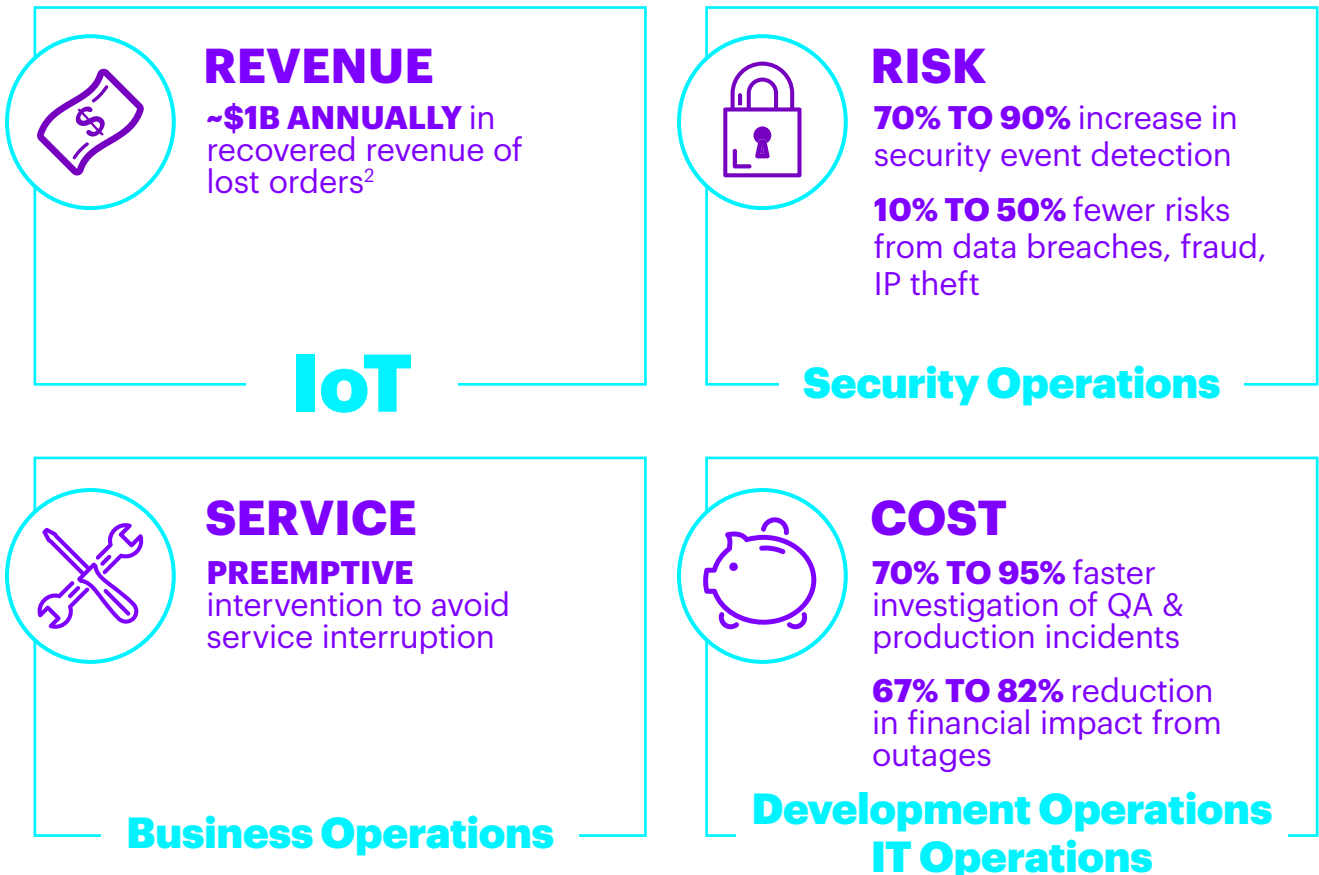 REVENUE
~$1B ANNUALLY in
recovered revenue of
lost orders²
IoT
RISK
70% TO 90% increase in
security event detection
10% TO 50% fewer risks
from data breaches, fraud,
IP theft
Security Operations
SERVICE
PREEMPTIVE
intervention to avoid
service interruption
Business Operations
COST
70% TO 95% faster
investigation of QA &
production incidents
67% TO 82% reduction
in financial impact from
outages
Development Operations
IT Operations